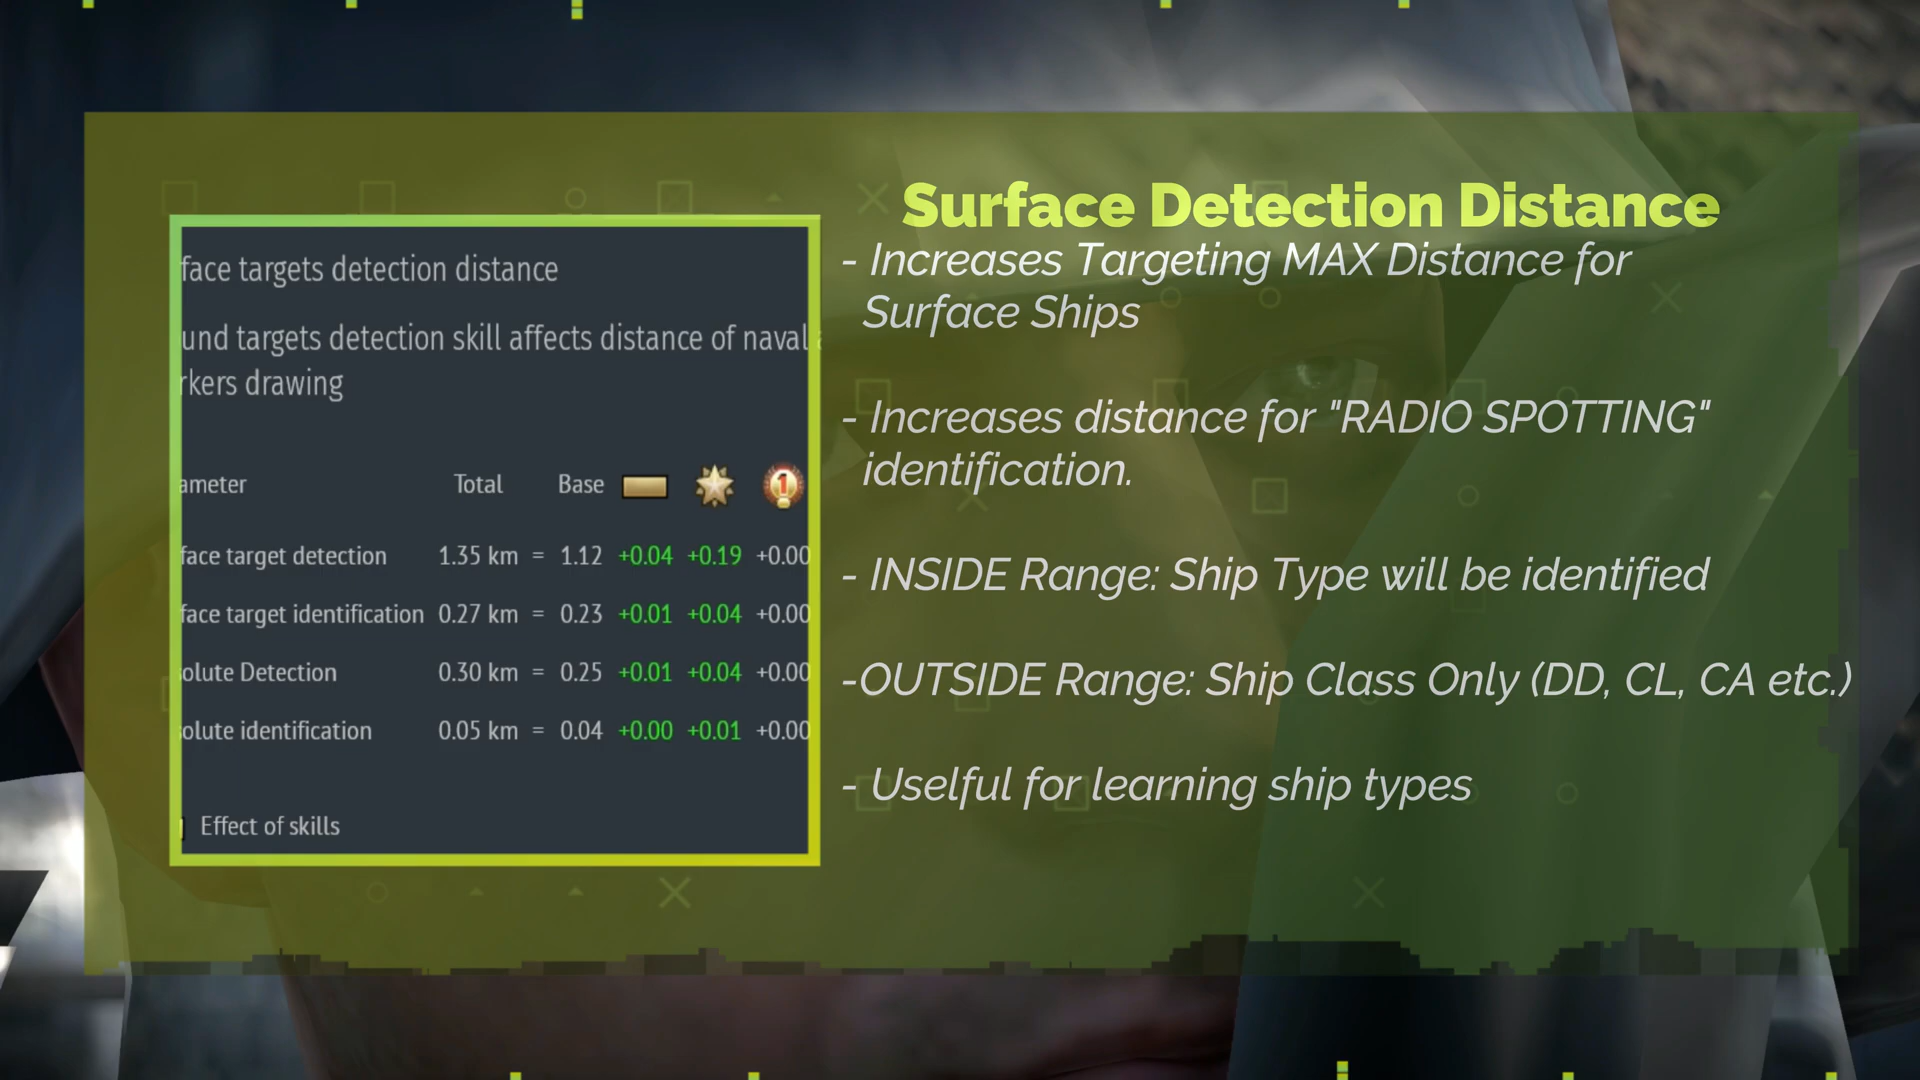 Surface Detection Distance
- Increases Targeting MAX Distance for
Surface Ships
- Increases distance for "RADIO SPOTTING"
identification.
- INSIDE Range: Ship Type will be identified
-OUTSIDE Range: Ship Class Only (DD, CL, CA etc.)
- Uselful for learning ship types
face targets detection distance
und targets detection skill affects distance of naval
rkers drawing
ameter Total Base 1
face target detection 1.35 km = 1.12 +0.04 +0.19 +0.00
face target identification 0.27 km = 0.23 +0.01 +0.04 +0.00
olute Detection 0.30 km = 0.25 +0.01 +0.04 +0.00
olute identification 0.05 km = 0.04 +0.00 +0.01 +0.00
Effect of skills